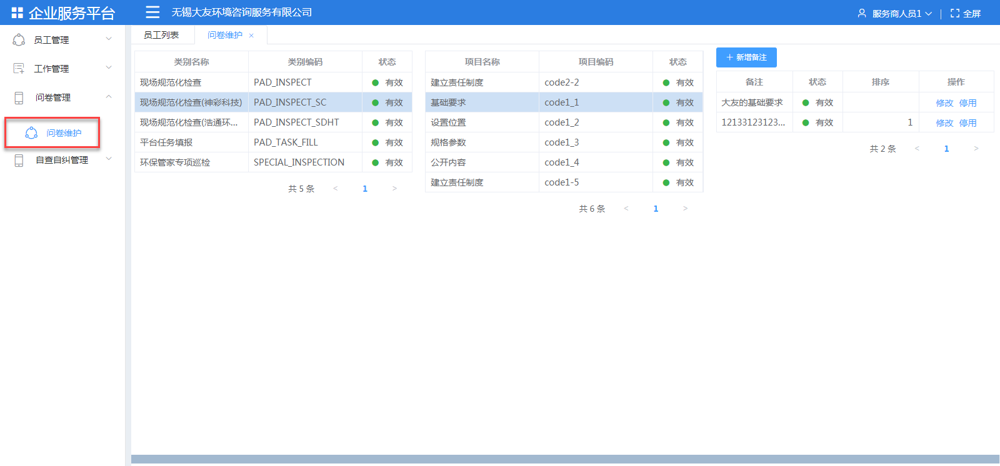 企业服务平台
无锡大友环境咨询服务有限公司
服务商人员1
全屏
员工管理
工作管理
问卷管理
问卷维护
自查自纠管理
员工列表
问卷维护 ×
类别名称 类别编码 状态
现场规范化检查 PAD_INSPECT 有效
现场规范化检查(神彩科技) PAD_INSPECT_SC 有效
现场规范化检查(浩通环... PAD_INSPECT_SDHT 有效
平台任务填报 PAD_TASK_FILL 有效
环保管家专项巡检 SPECIAL_INSPECTION 有效
共 5 条 < 1 >
项目名称 项目编码 状态
建立责任制度 code2-2 有效
基础要求 code1_1 有效
设置位置 code1_2 有效
规格参数 code1_3 有效
公开内容 code1_4 有效
建立责任制度 code1-5 有效
共 6 条 < 1 >
+ 新增备注
备注 状态 排序 操作
大友的基础要求 有效 修改 停用
12133123123... 有效 1 修改 停用
共 2 条 < 1 >